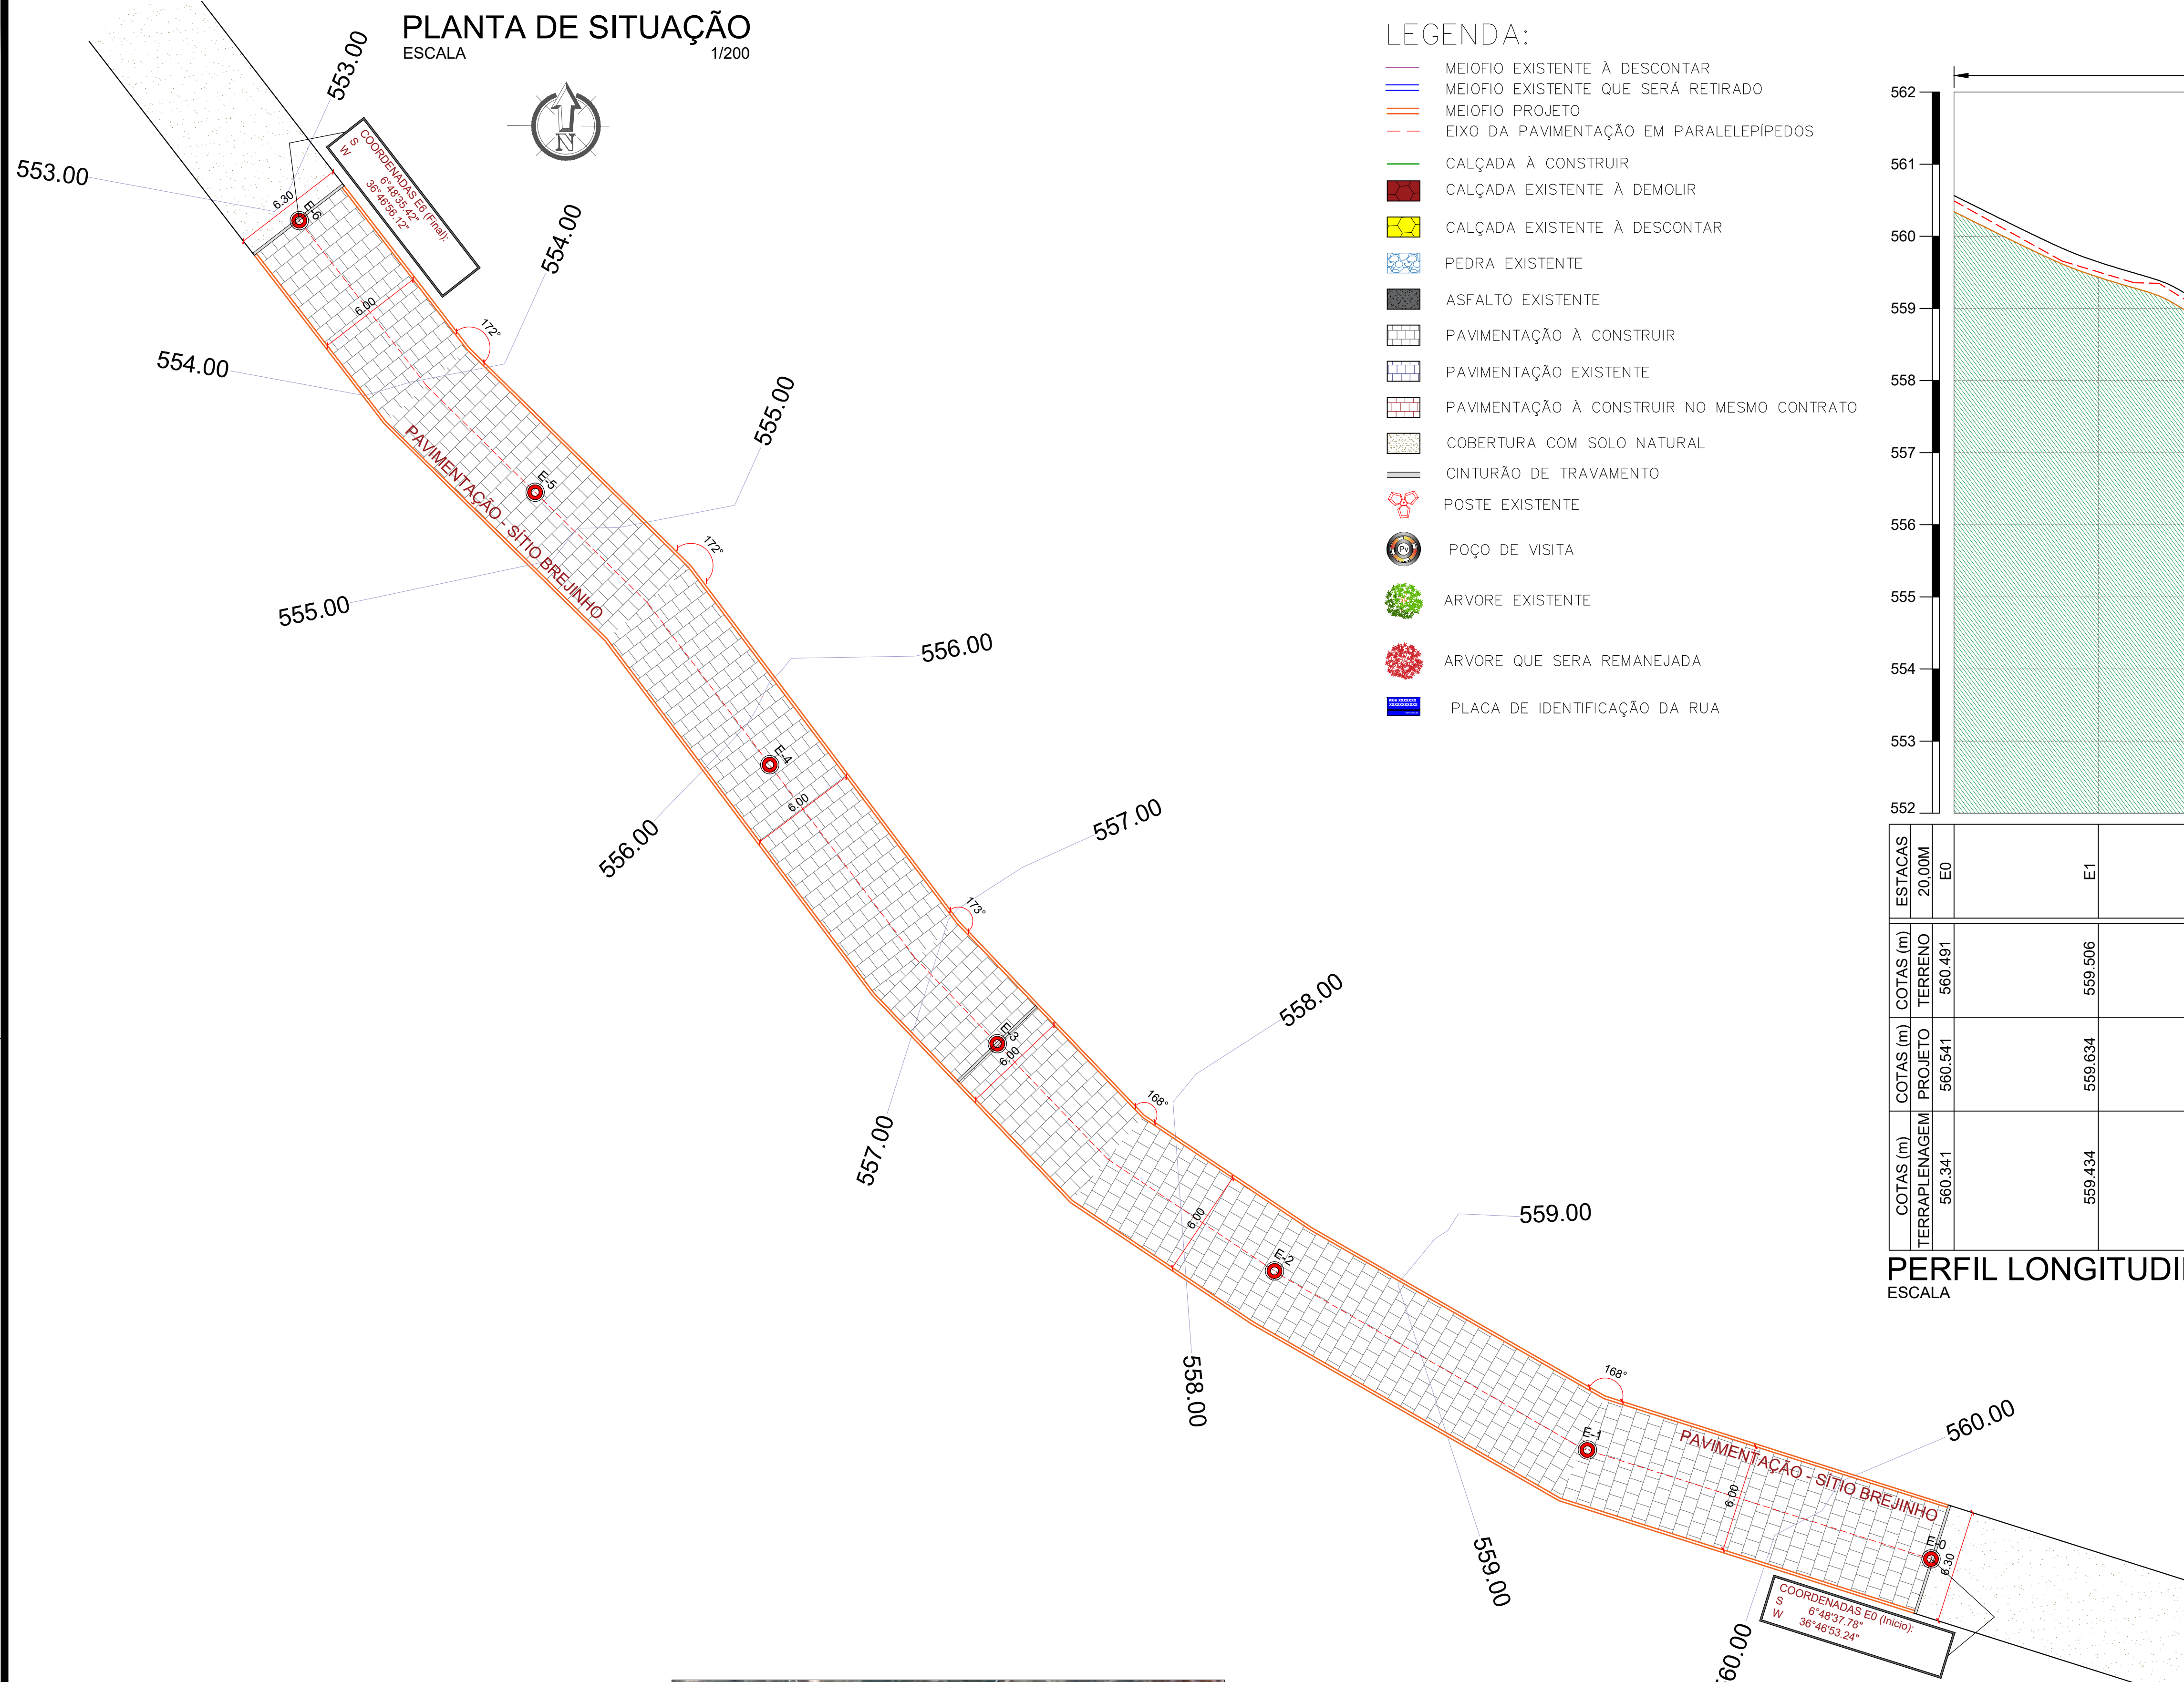 PLANTA DE SITUAÇÃO
ESCALA 1/200
N
553.00
553.00
COORDENADAS E6 (Final):
S 6°48'35.42"
W 36°46'56.12"
6.30
E-6
554.00
6.00
172°
554.00
555.00
PAVIMENTAÇÃO - SÍTIO BREJINHO
E-5
172°
555.00
556.00
E-4
6.00
556.00
557.00
173°
E-3
6.00
557.00
558.00
168°
6.00
E-2
559.00
558.00
168°
E-1
PAVIMENTAÇÃO - SÍTIO BREJINHO
560.00
6.00
559.00
E-0
6.30
COORDENADAS E0 (Inicio):
S 6°48'37.78"
W 36°46'53.24"
60.00
LEGENDA:
MEIOFIO EXISTENTE À DESCONTAR
MEIOFIO EXISTENTE QUE SERÁ RETIRADO
MEIOFIO PROJETO
EIXO DA PAVIMENTAÇÃO EM PARALELEPÍPEDOS
CALÇADA À CONSTRUIR
CALÇADA EXISTENTE À DEMOLIR
CALÇADA EXISTENTE À DESCONTAR
PEDRA EXISTENTE
ASFALTO EXISTENTE
PAVIMENTAÇÃO À CONSTRUIR
PAVIMENTAÇÃO EXISTENTE
PAVIMENTAÇÃO À CONSTRUIR NO MESMO CONTRATO
COBERTURA COM SOLO NATURAL
CINTURÃO DE TRAVAMENTO
POSTE EXISTENTE
Pv
POÇO DE VISITA
ARVORE EXISTENTE
ARVORE QUE SERA REMANEJADA
RUA XXXXXXX
PLACA DE IDENTIFICAÇÃO DA RUA
562
561
560
559
558
557
556
555
554
553
552
ESTACAS
20,00M
E0
E1
COTAS (m)
TERRENO
560.491
559.506
COTAS (m)
PROJETO
560.541
559.634
COTAS (m)
TERRAPLENAGEM
560.341
559.434
PERFIL LONGITUDI
ESCALA